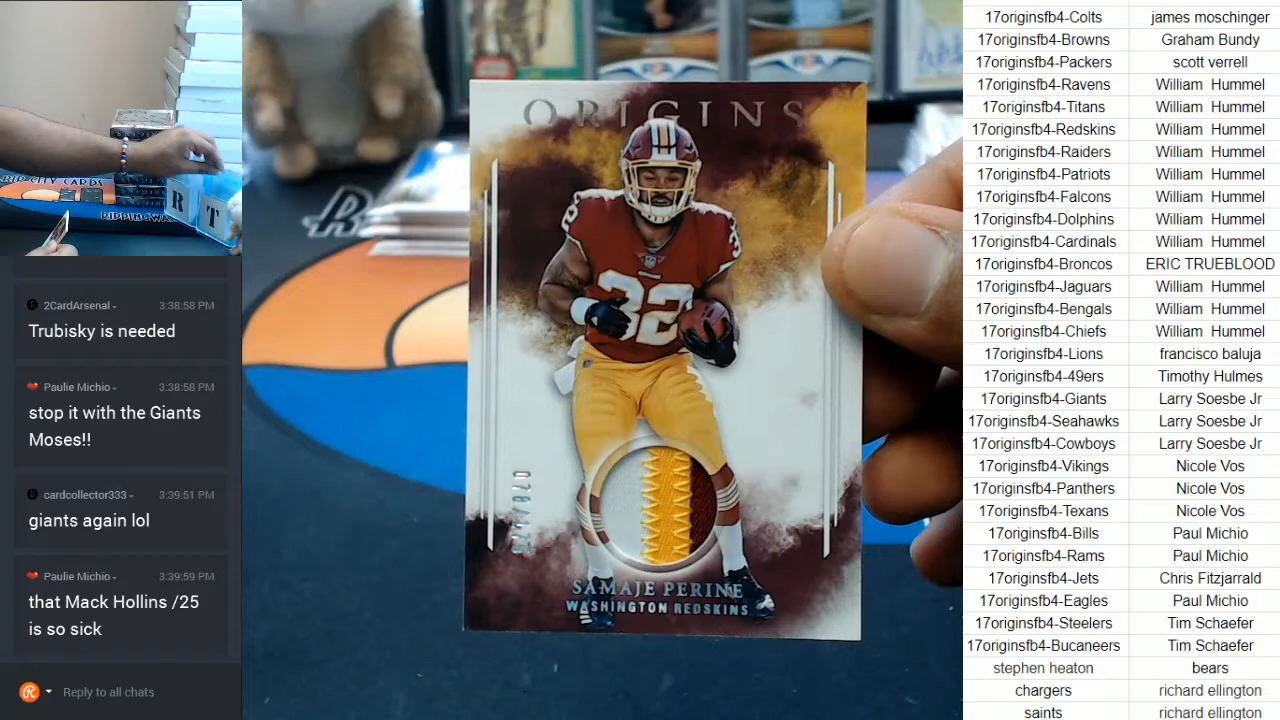 RIP CITY CARDS
RIPPINGWA
R
T
2CardArsenal
3:38:58 PM
Trubisky is needed
Paulie Michio
3:38:58 PM
stop it with the Giants
Moses!!
cardcollector333
3:39:51 PM
giants again lol
Paulie Michio
3:39:59 PM
that Mack Hollins /25
is so sick
Reply to all chats
ORIGINS
32
32
SAMAJE PERINE
WASHINGTON REDSKINS
17originsfb4-Colts james moschinger
17originsfb4-Browns Graham Bundy
17originsfb4-Packers scott verrell
17originsfb4-Ravens William Hummel
17originsfb4-Titans William Hummel
17originsfb4-Redskins William Hummel
17originsfb4-Raiders William Hummel
17originsfb4-Patriots William Hummel
17originsfb4-Falcons William Hummel
17originsfb4-Dolphins William Hummel
17originsfb4-Cardinals William Hummel
17originsfb4-Broncos ERIC TRUEBLOOD
17originsfb4-Jaguars William Hummel
17originsfb4-Bengals William Hummel
17originsfb4-Chiefs William Hummel
17originsfb4-Lions francisco baluja
17originsfb4-49ers Timothy Hulmes
17originsfb4-Giants Larry Soesbe Jr
17originsfb4-Seahawks Larry Soesbe Jr
17originsfb4-Cowboys Larry Soesbe Jr
17originsfb4-Vikings Nicole Vos
17originsfb4-Panthers Nicole Vos
17originsfb4-Texans Nicole Vos
17originsfb4-Bills Paul Michio
17originsfb4-Rams Paul Michio
17originsfb4-Jets Chris Fitzjarrald
17originsfb4-Eagles Paul Michio
17originsfb4-Steelers Tim Schaefer
17originsfb4-Bucaneers Tim Schaefer
stephen heaton bears
chargers richard ellington
saints richard ellington